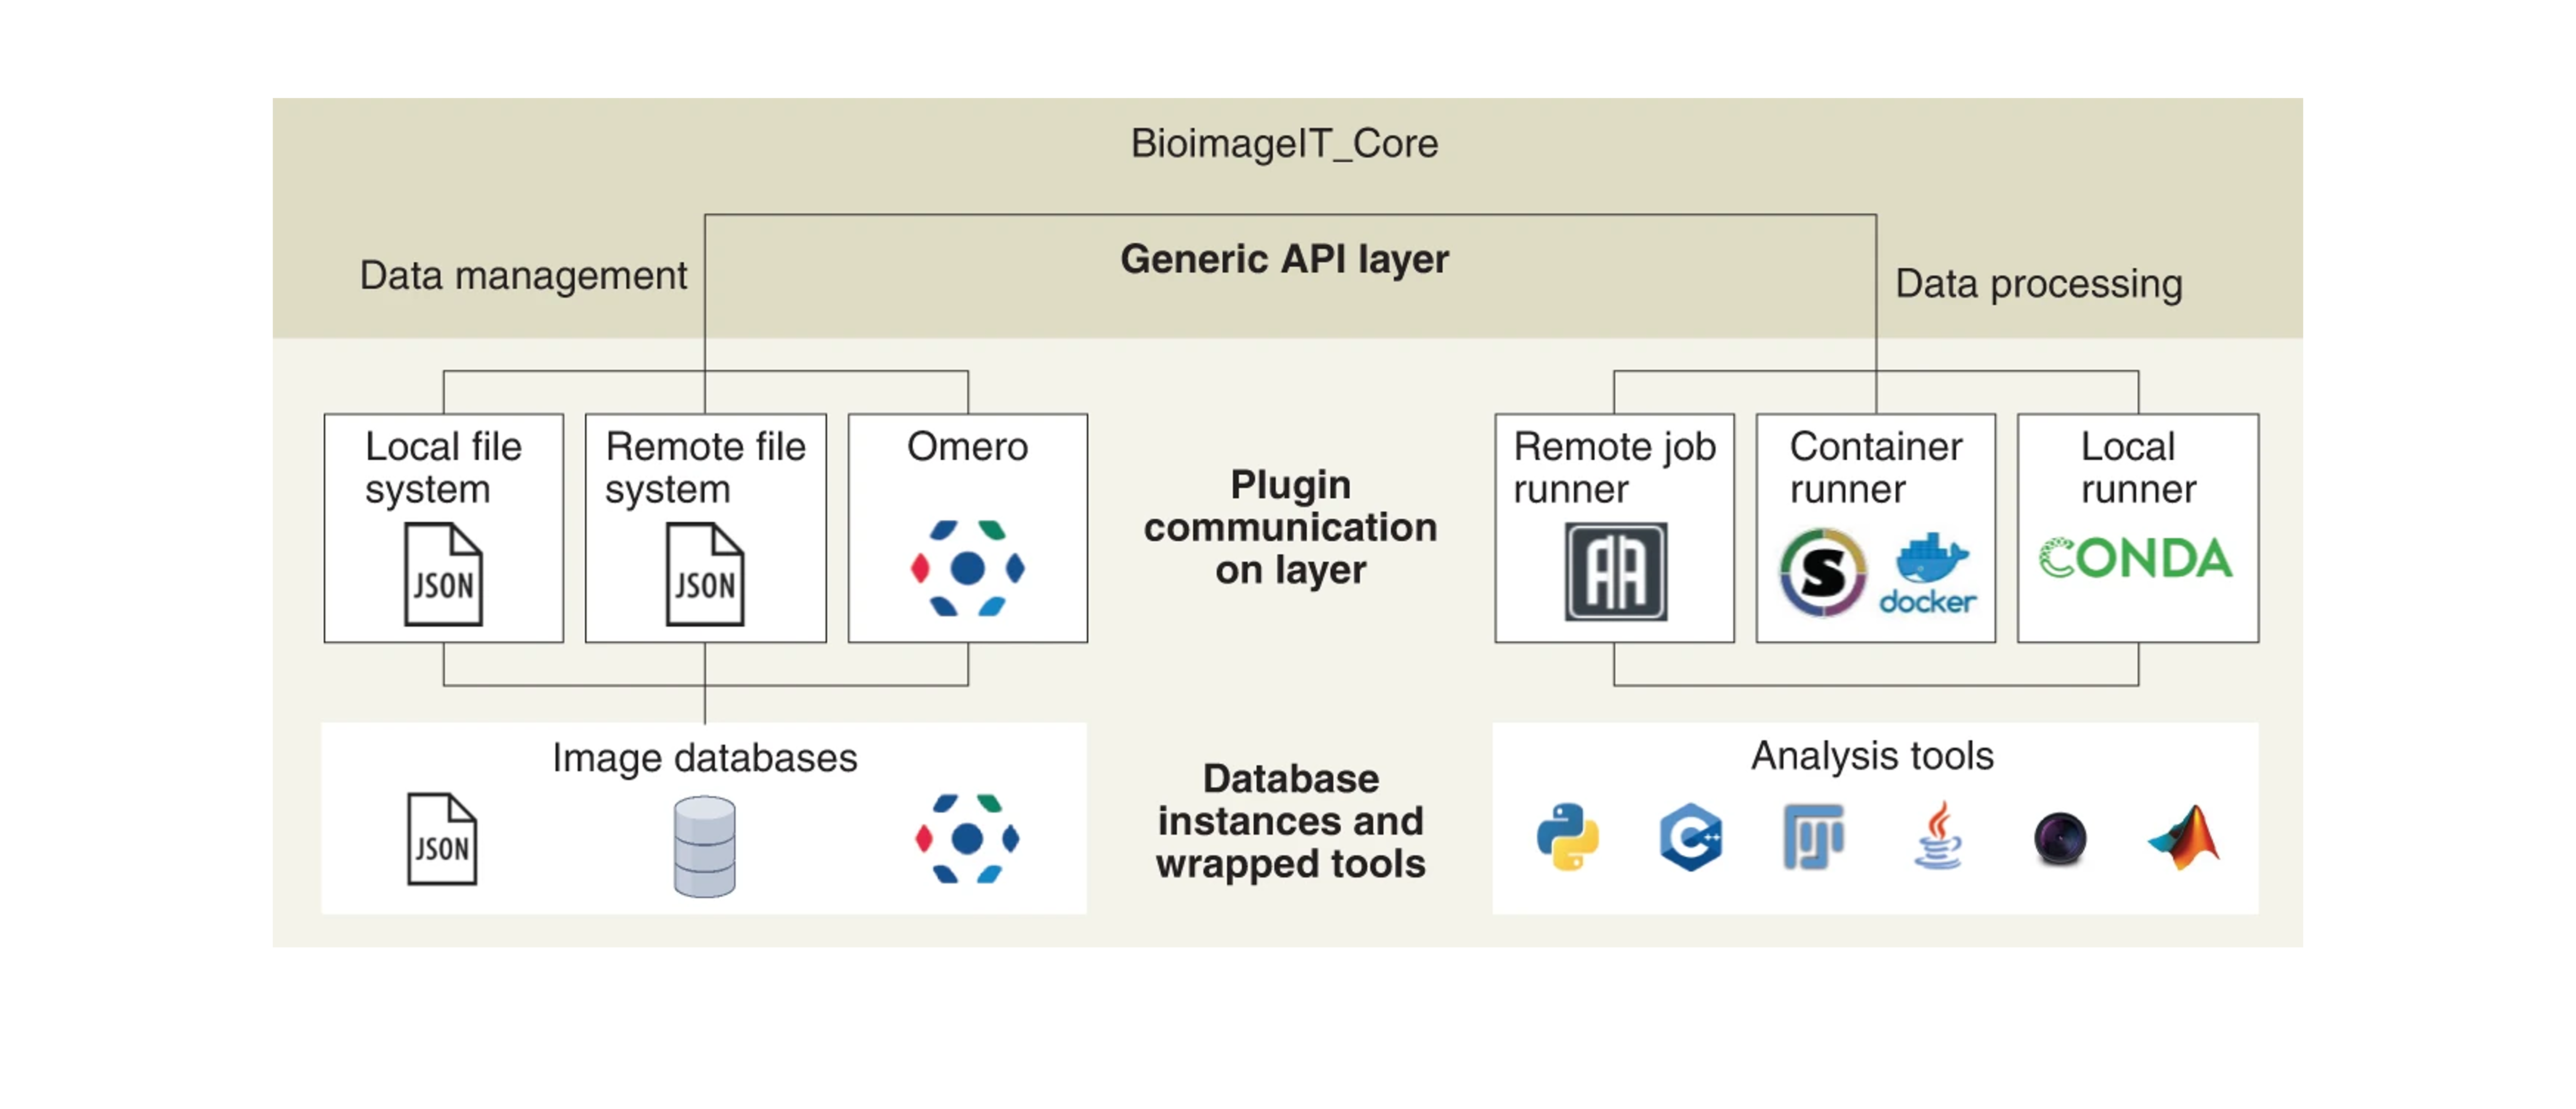 BioimageIT_Core
Generic API layer
Data management
Data processing
Local file
system
JSON
Remote file
system
JSON
Omero
Plugin
communication
on layer
Remote job
runner
Container
runner
S
docker
Local
runner
CONDA
Image databases
JSON
Database
instances and
wrapped tools
Analysis tools
C++